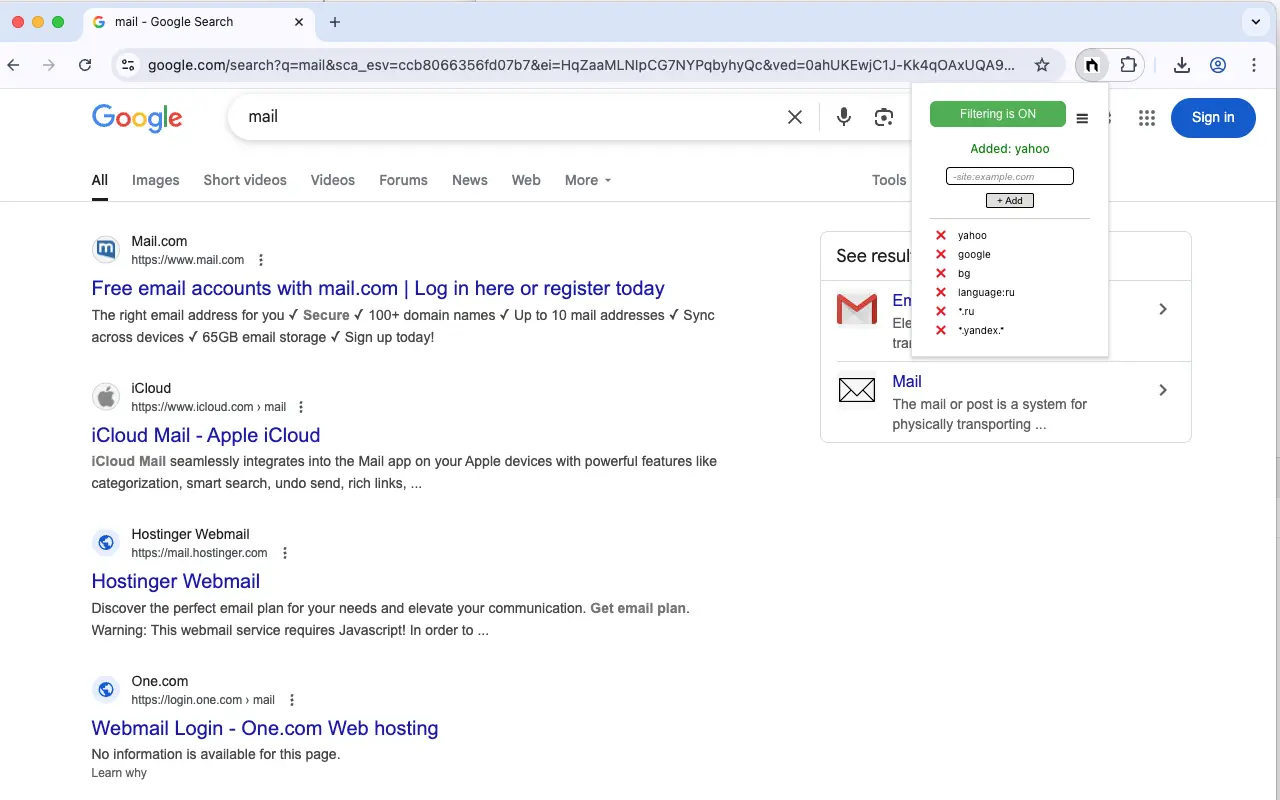 mail - Google Search
google.com/search?q=mail&sca_esv=ccb8066356fd07b7&ei=HqZaaMLNIpCG7NYPqbyhyQc&ved=0ahUKEwjC1J-Kk4qOAxUQA9...
Google
mail
Sign in
All Images Short videos Videos Forums News Web More Tools
Filtering is ON
Added: yahoo
-site:example.com
+ Add
yahoo
google
bg
language:ru
*.ru
*.yandex.*
Mail.com
https://www.mail.com
Free email accounts with mail.com | Log in here or register today
The right email address for you ✓ Secure ✓ 100+ domain names ✓ Up to 10 mail addresses ✓ Sync
across devices ✓ 65GB email storage ✓ Sign up today!
iCloud
https://www.icloud.com › mail
iCloud Mail - Apple iCloud
iCloud Mail seamlessly integrates into the Mail app on your Apple devices with powerful features like
categorization, smart search, undo send, rich links, ...
Hostinger Webmail
https://mail.hostinger.com
Hostinger Webmail
Discover the perfect email plan for your needs and elevate your communication. Get email plan.
Warning: This webmail service requires Javascript! In order to ...
One.com
https://login.one.com › mail
Webmail Login - One.com Web hosting
No information is available for this page.
Learn why
See resul
Em
Ele
tra
Mail
The mail or post is a system for
physically transporting ...